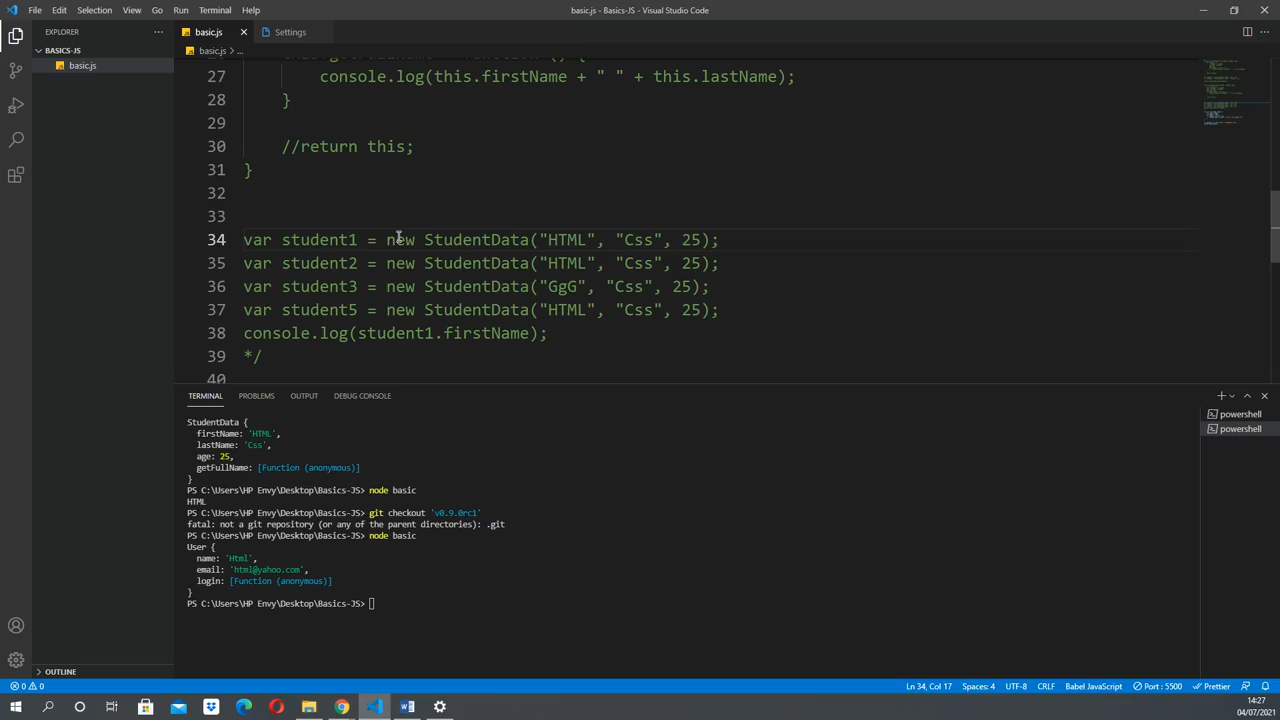 File Edit Selection View Go Run Terminal Help
basic.js - Basics-JS - Visual Studio Code
EXPLORER
BASICS-JS
basic.js
OUTLINE
basic.js Settings
basic.js > ...
27 console.log(this.firstName + " " + this.lastName);
28 }
29
30 //return this;
31 }
32
33
34 var student1 = new StudentData("HTML", "Css", 25);
35 var student2 = new StudentData("HTML", "Css", 25);
36 var student3 = new StudentData("GgG", "Css", 25);
37 var student5 = new StudentData("HTML", "Css", 25);
38 console.log(student1.firstName);
39 */
40
TERMINAL PROBLEMS OUTPUT DEBUG CONSOLE
StudentData {
firstName: 'HTML',
lastName: 'Css',
age: 25,
getFullName: [Function (anonymous)]
}
PS C:\Users\HP Envy\Desktop\Basics-JS> node basic
HTML
PS C:\Users\HP Envy\Desktop\Basics-JS> git checkout 'v0.9.0rc1'
fatal: not a git repository (or any of the parent directories): .git
PS C:\Users\HP Envy\Desktop\Basics-JS> node basic
User {
name: 'Html',
email: 'html@yahoo.com',
login: [Function (anonymous)]
}
PS C:\Users\HP Envy\Desktop\Basics-JS>
powershell
powershell
0 0 Ln 34, Col 17 Spaces: 4 UTF-8 CRLF Babel JavaScript Port : 5500 Prettier
14:27
04/07/2021